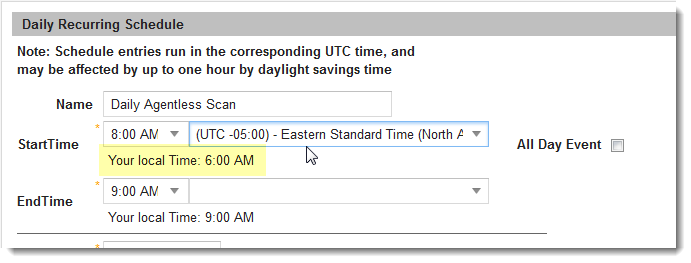 Daily Recurring Schedule
Note: Schedule entries run in the corresponding UTC time, and
may be affected by up to one hour by daylight savings time
Name Daily Agentless Scan
StartTime * 8:00 AM (UTC -05:00) - Eastern Standard Time (North A All Day Event
Your local Time: 6:00 AM
EndTime * 9:00 AM
Your local Time: 9:00 AM
*